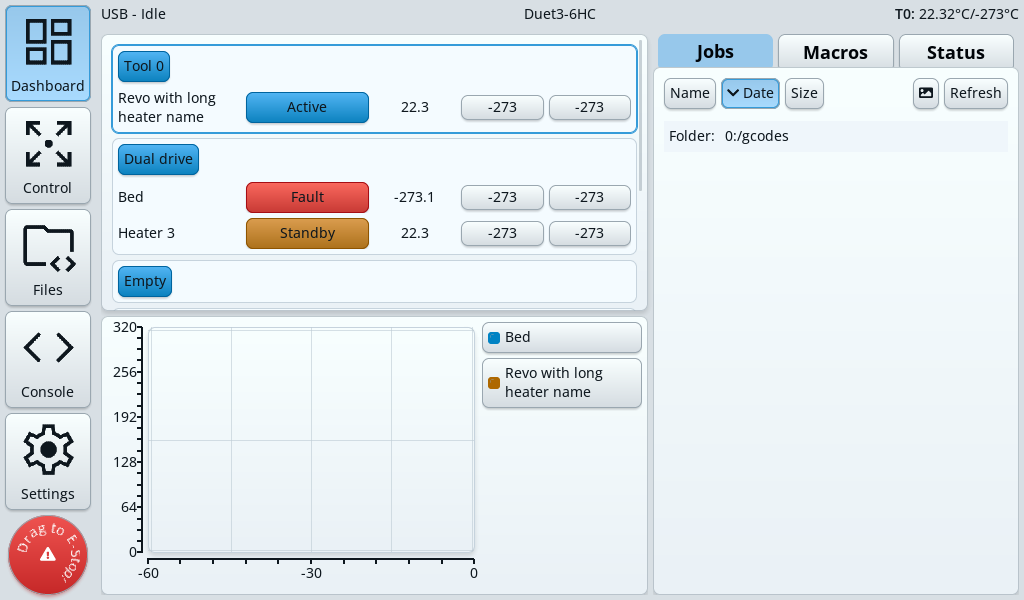 USB - Idle
Duet3-6HC
T0: 22.32°C/-273°C
Dashboard
Control
Files
Console
Settings
Drag to E-Stop!
Tool 0
Revo with long
heater name
Active
22.3
-273
-273
Dual drive
Bed
Fault
-273.1
-273
-273
Heater 3
Standby
22.3
-273
-273
Empty
320
256
192
128
64
0
-60
-30
0
Bed
Revo with long
heater name
Jobs
Macros
Status
Name
Date
Size
Refresh
Folder: 0:/gcodes